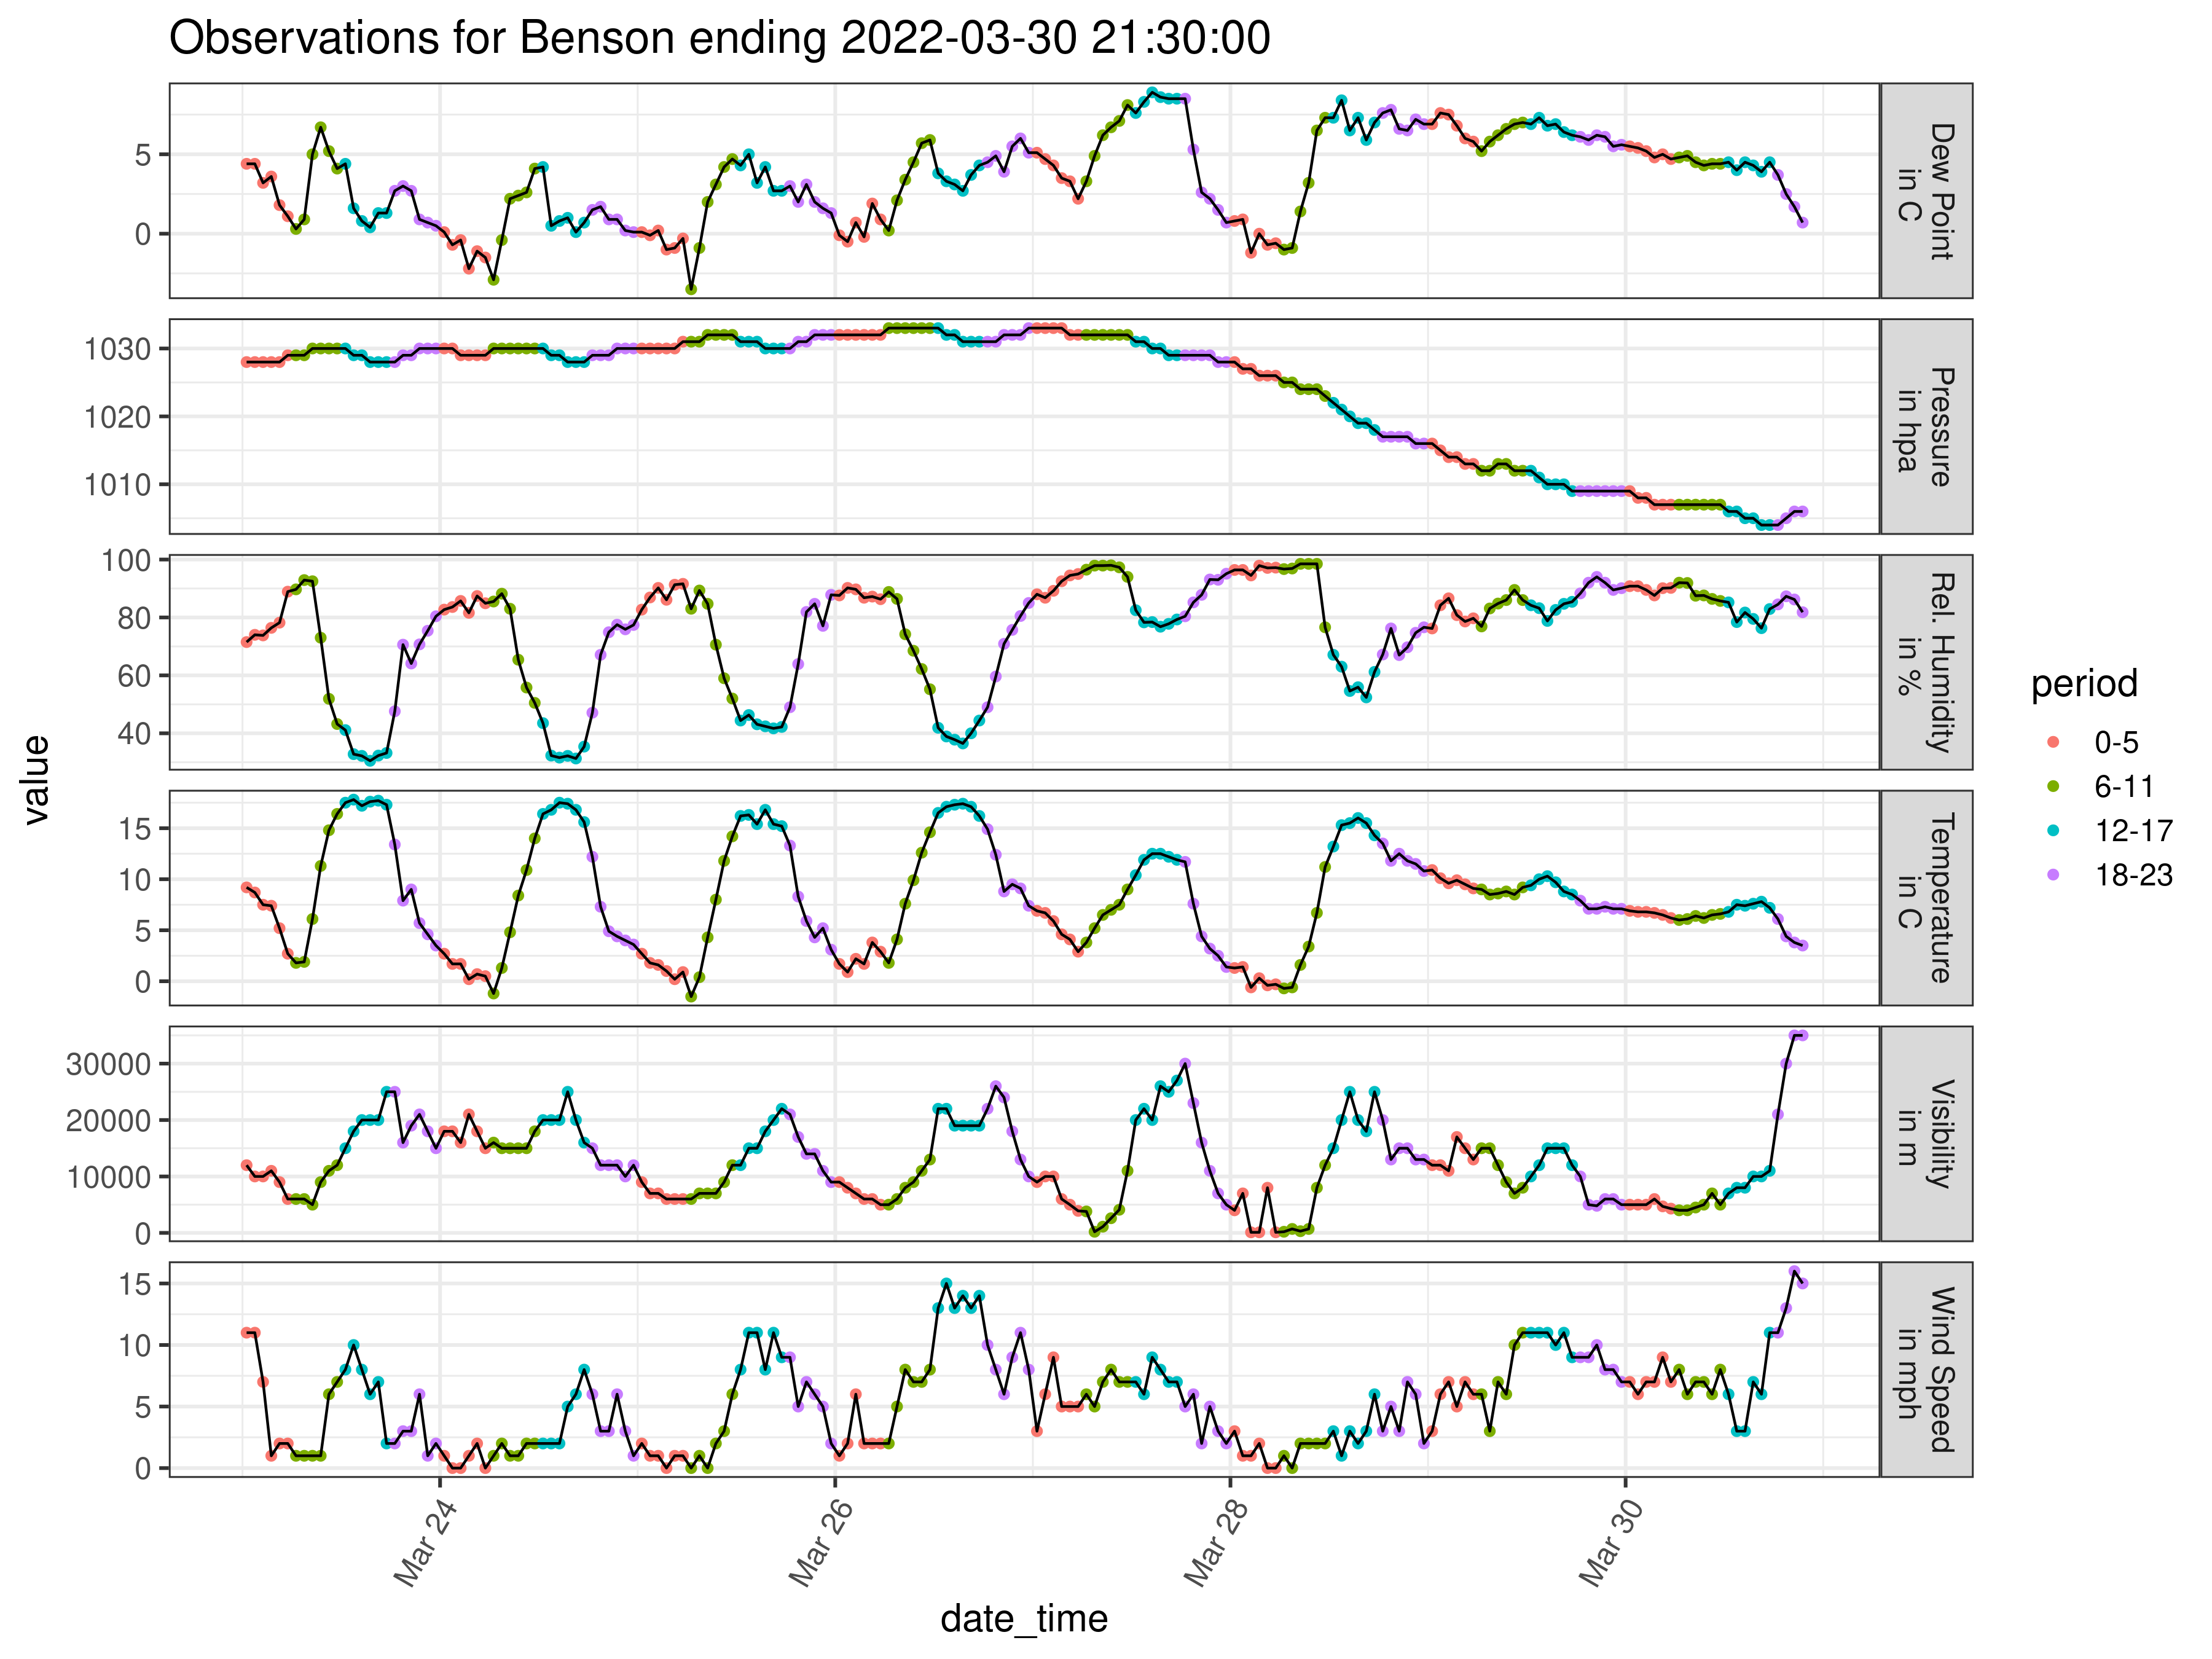 Observations for Benson ending 2022-03-30 21:30:00
value
5
0
Dew Point
in C
1030
1020
1010
Pressure
in hpa
100
80
60
40
Rel. Humidity
in %
15
10
5
0
Temperature
in C
30000
20000
10000
0
Visibility
in m
15
10
5
0
Wind Speed
in mph
Mar 24
Mar 26
Mar 28
Mar 30
date_time
period
0-5
6-11
12-17
18-23